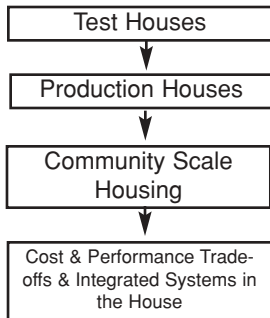 Test Houses
Production Houses
Community Scale
Housing
Cost & Performance Trade-
offs & Integrated Systems in
the House